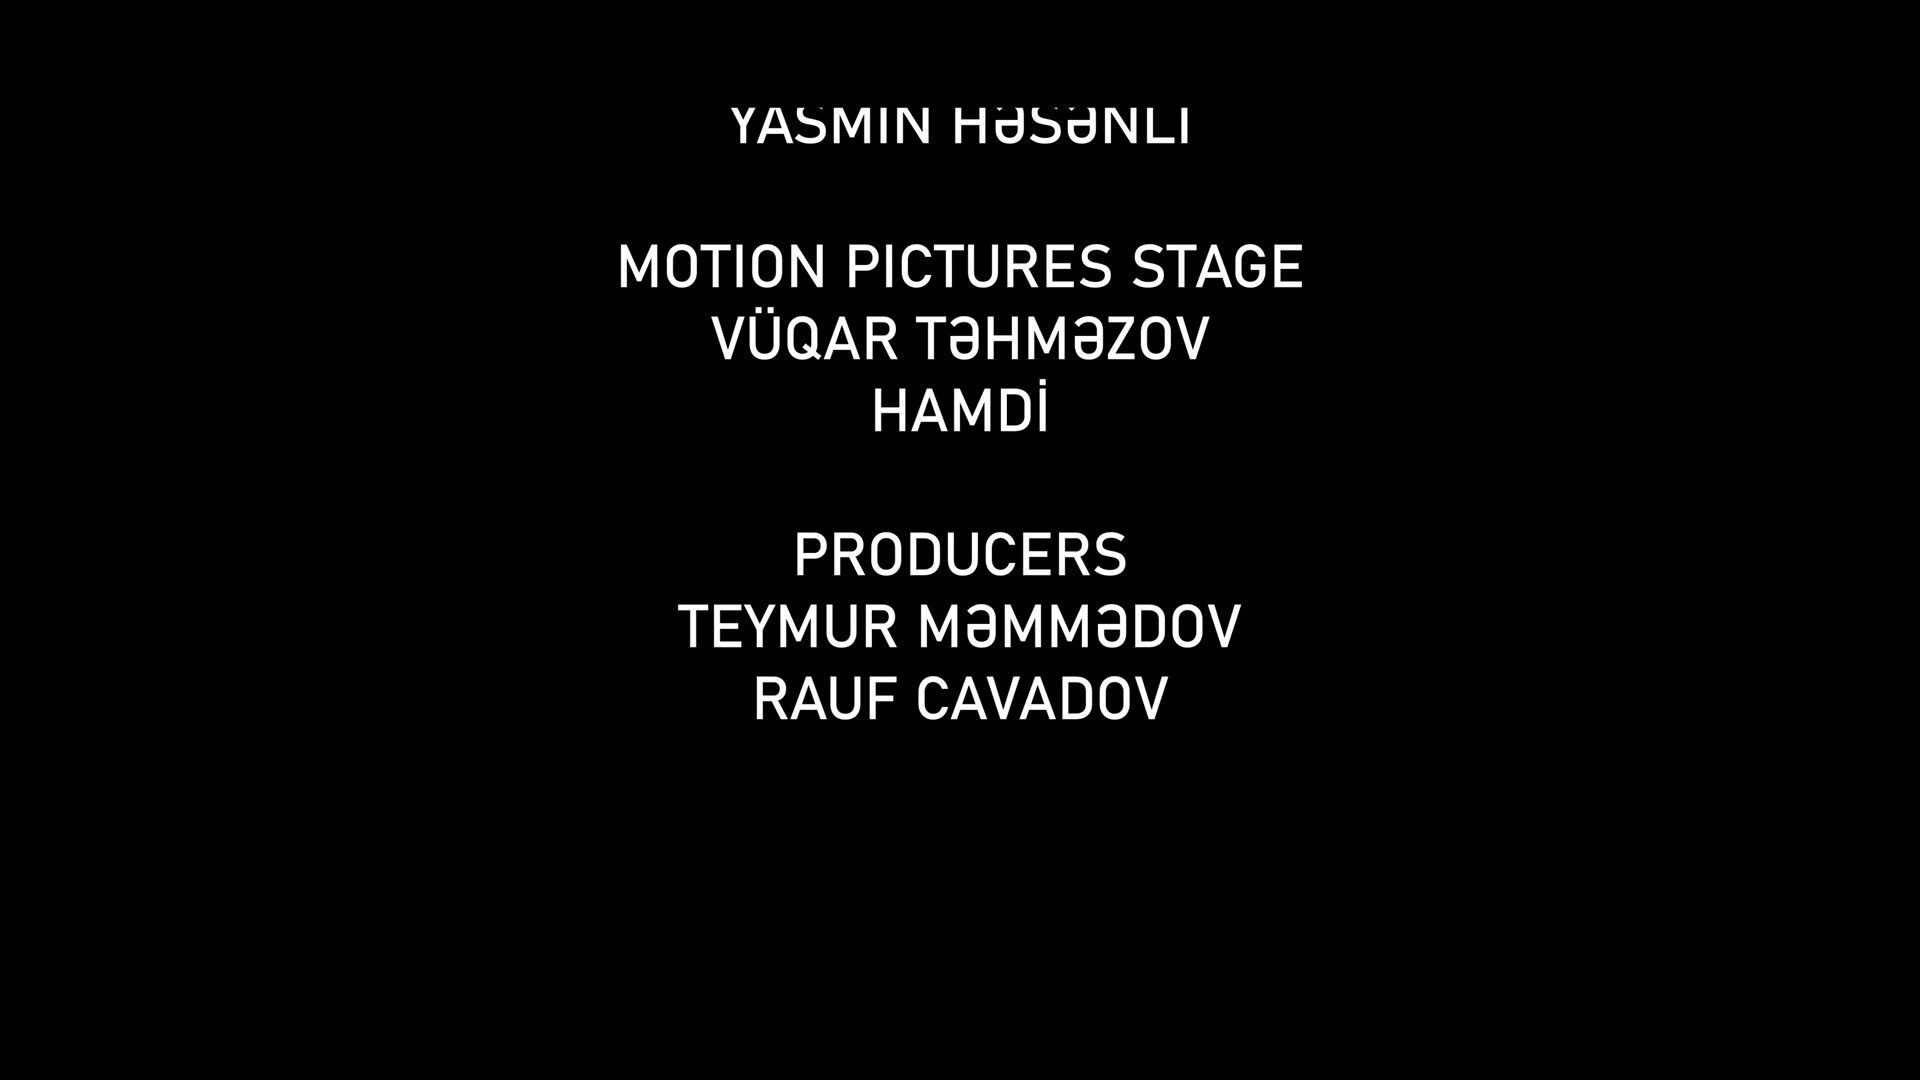 YASMIN HƏSƏNLI
MOTION PICTURES STAGE
VÜQAR TƏHMƏZOV
HAMDİ
PRODUCERS
TEYMUR MƏMMƏDOV
RAUF CAVADOV